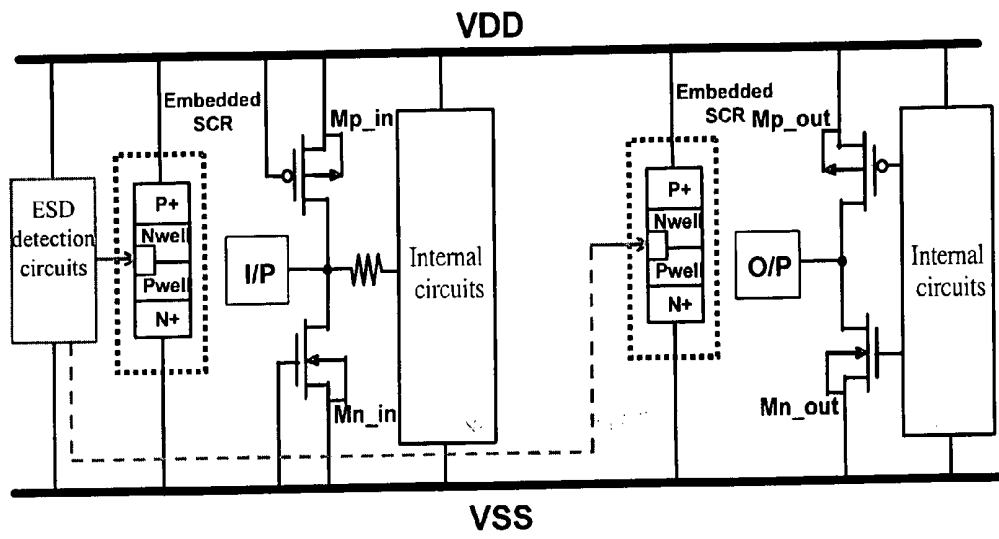 VDD
Embedded
SCR
Mp_in
ESD
detection
circuits
P+
Nwell
Pwell
N+
I/P
Internal
circuits
Mn_in
Embedded
SCR
Mp_out
P+
Nwell
Pwell
N+
O/P
Internal
circuits
Mn_out
VSS